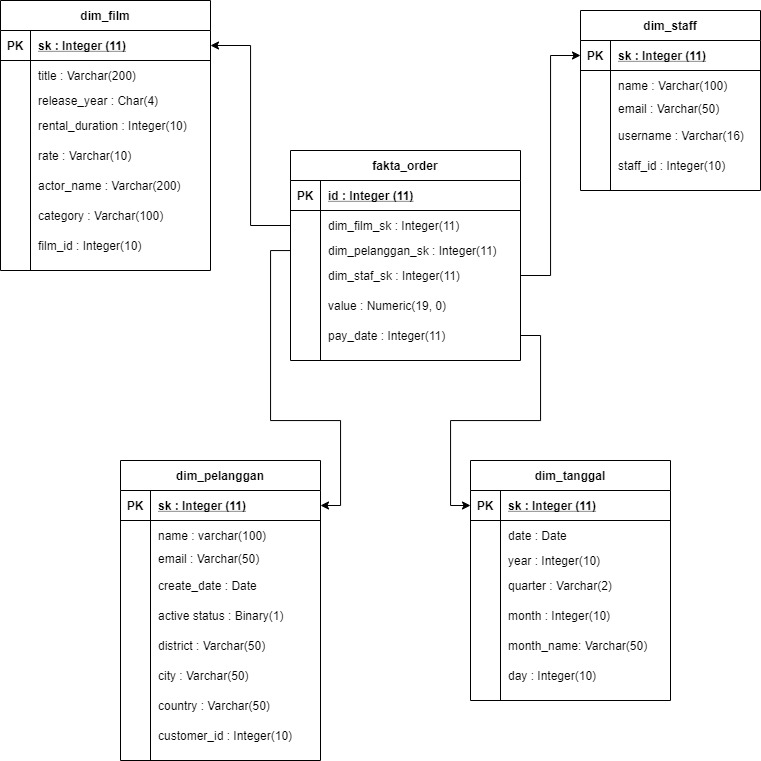 dim_film
PK sk : Integer (11)
title : Varchar(200)
release_year : Char(4)
rental_duration : Integer(10)
rate : Varchar(10)
actor_name : Varchar(200)
category : Varchar(100)
film_id : Integer(10)
dim_staff
PK sk : Integer (11)
name : Varchar(100)
email : Varchar(50)
username : Varchar(16)
staff_id : Integer(10)
fakta_order
PK id : Integer (11)
dim_film_sk : Integer(11)
dim_pelanggan_sk : Integer(11)
dim_staf_sk : Integer(11)
value : Numeric(19, 0)
pay_date : Integer(11)
dim_pelanggan
PK sk : Integer (11)
name : varchar(100)
email : Varchar(50)
create_date : Date
active status : Binary(1)
district : Varchar(50)
city : Varchar(50)
country : Varchar(50)
customer_id : Integer(10)
dim_tanggal
PK sk : Integer (11)
date : Date
year : Integer(10)
quarter : Varchar(2)
month : Integer(10)
month_name: Varchar(50)
day : Integer(10)